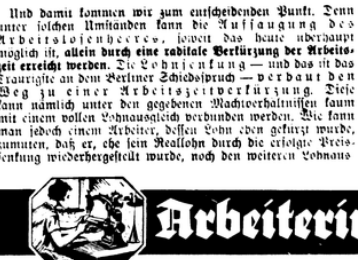 Und damit kommen wir zum entscheidenden Punkt. Denn
unter solchen Umständen kann die Aufsaugung des
Arbeitslosenheeres, soweit das heute überhaupt
möglich ist, allein durch eine radikale Verkürzung der Arbeits-
zeit erreicht werden. Die Lohnsenkung — und das ist das
Traurigste an dem Berliner Schiedsspruch — verbaut den
Weg zu einer Arbeitszeitverkürzung. Diese
kann nämlich unter den gegebenen Machtverhältnissen kaum
mit einem vollen Lohnausgleich verbunden werden. Wie kann
man jedoch einem Arbeiter, dessen Lohn eben gekürzt wurde,
zumuten, daß er, ehe sein Reallohn durch die erfolgte Preis-
senkung wiederhergestellt wurde, noch den weiteren Lohnaus
Arbeiterin